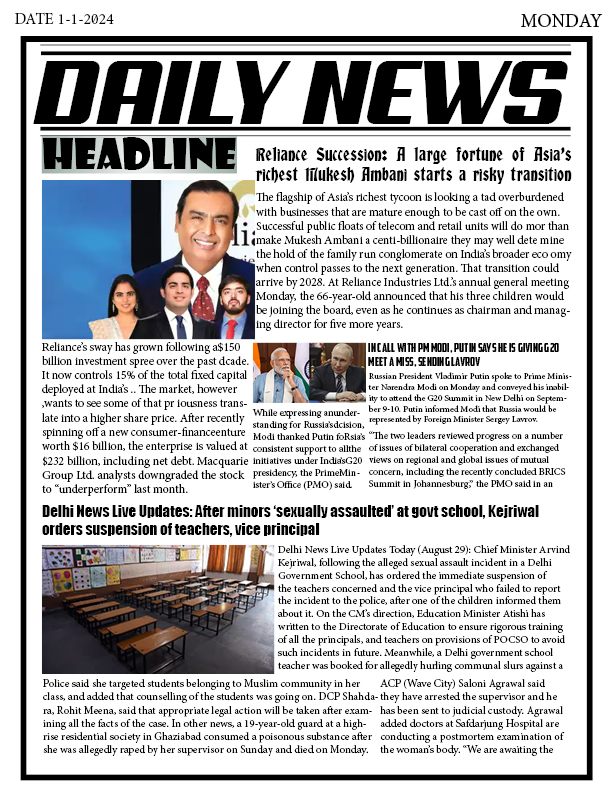 DATE 1-1-2024
MONDAY
DAILY NEWS
HEADLINE
Reliance Succession: A large fortune of Asia's
richest Mukesh Ambani starts a risky transition
The flagship of Asia's richest tycoon is looking a tad overburdened
with businesses that are mature enough to be cast off on the own.
Successful public floats of telecom and retail units will do mor than
make Mukesh Ambani a centi-billionaire they may well dete mine
the hold of the family run conglomerate on India's broader eco omy
when control passes to the next generation. That transition could
arrive by 2028. At Reliance Industries Ltd.'s annual general meeting
Monday, the 66-year-old announced that his three children would
be joining the board, even as he continues as chairman and manag-
ing director for five more years.
Reliance's sway has grown following a$150
billion investment spree over the past dcade.
It now controls 15% of the total fixed capital
deployed at India's .. The market, however
,wants to see some of that pr iousness trans-
late into a higher share price. After recently
spinning off a new consumer-financeenture
worth $16 billion, the enterprise is valued at
$232 billion, including net debt. Macquarie
Group Ltd. analysts downgraded the stock
to "underperform" last month.
While expressing anunder-
standing for Russia'sdcision,
Modi thanked Putin foRsia's
consistent support to allthe
initiatives under India'sG20
presidency, the PrimeMin-
ister's Office (PMO) said.
IN CALL WITH PM MODI, PUTIN SAYS HE IS GIVING G20
MEET A MISS, SENDING LAVROV
Russian President Vladimir Putin spoke to Prime Minis-
ter Narendra Modi on Monday and conveyed his inabil-
ity to attend the G20 Summit in New Delhi on Septem-
ber 9-10. Putin informed Modi that Russia would be
represented by Foreign Minister Sergey Lavrov.
"The two leaders reviewed progress on a number
of issues of bilateral cooperation and exchanged
views on regional and global issues of mutual
concern, including the recently concluded BRICS
Summit in Johannesburg," the PMO said in an
Delhi News Live Updates: After minors 'sexually assaulted' at govt school, Kejriwal
orders suspension of teachers, vice principal
Delhi News Live Updates Today (August 29): Chief Minister Arvind
Kejriwal, following the alleged sexual assault incident in a Delhi
Government School, has ordered the immediate suspension of
the teachers concerned and the vice principal who failed to report
the incident to the police, after one of the children informed them
about it. On the CM's direction, Education Minister Atishi has
written to the Directorate of Education to ensure rigorous training
of all the principals, and teachers on provisions of POCSO to avoid
such incidents in future. Meanwhile, a Delhi government school
teacher was booked for allegedly hurling communal slurs against a
Police said she targeted students belonging to Muslim community in her
class, and added that counselling of the students was going on. DCP Shahda-
ra, Rohit Meena, said that appropriate legal action will be taken after exam-
ining all the facts of the case. In other news, a 19-year-old guard at a high-
rise residential society in Ghaziabad consumed a poisonous substance after
she was allegedly raped by her supervisor on Sunday and died on Monday.
ACP (Wave City) Saloni Agrawal said
they have arrested the supervisor and he
has been sent to judicial custody. Agrawal
added doctors at Safdarjung Hospital are
conducting a postmortem examination of
the woman's body. "We are awaiting the